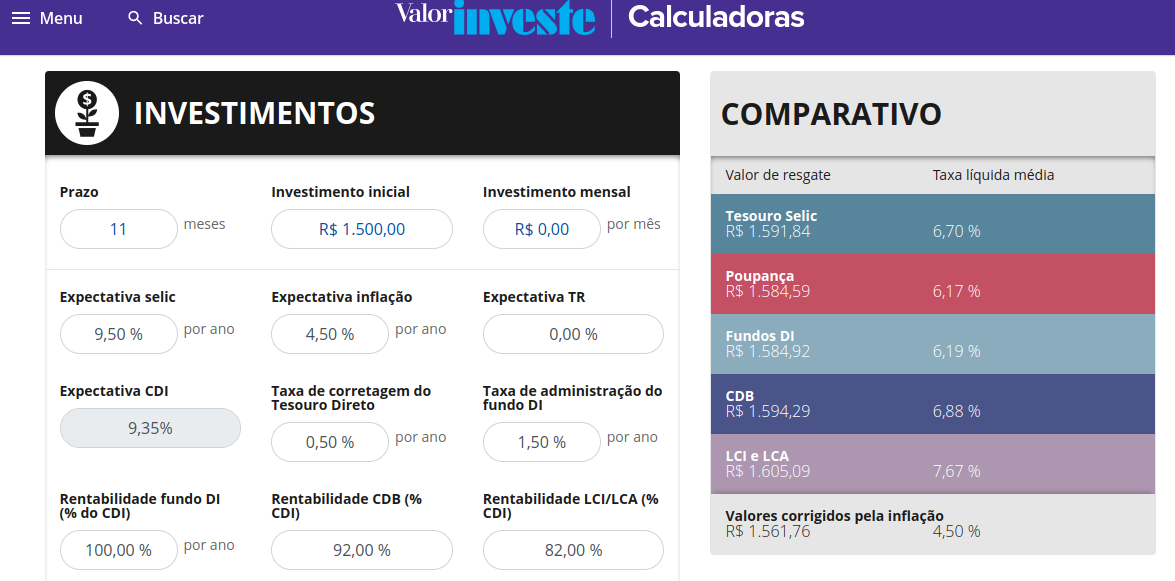 Menu
Buscar
Valor investe
Calculadoras
INVESTIMENTOS
Prazo
11 meses
Investimento inicial
R$ 1.500,00
Investimento mensal
R$ 0,00 por mês
Expectativa selic
9,50 % por ano
Expectativa inflação
4,50 % por ano
Expectativa TR
0,00 %
Expectativa CDI
9,35%
Taxa de corretagem do
Tesouro Direto
0,50 % por ano
Taxa de administração do
fundo DI
1,50 % por ano
Rentabilidade fundo DI
(% do CDI)
100,00 % por ano
Rentabilidade CDB (%
CDI)
92,00 %
Rentabilidade LCI/LCA (%
CDI)
82,00 %
COMPARATIVO
Valor de resgate Taxa líquida média
Tesouro Selic
R$ 1.591,84 6,70 %
Poupança
R$ 1.584,59 6,17 %
Fundos DI
R$ 1.584,92 6,19 %
CDB
R$ 1.594,29 6,88 %
LCI e LCA
R$ 1.605,09 7,67 %
Valores corrigidos pela inflação
R$ 1.561,76 4,50 %